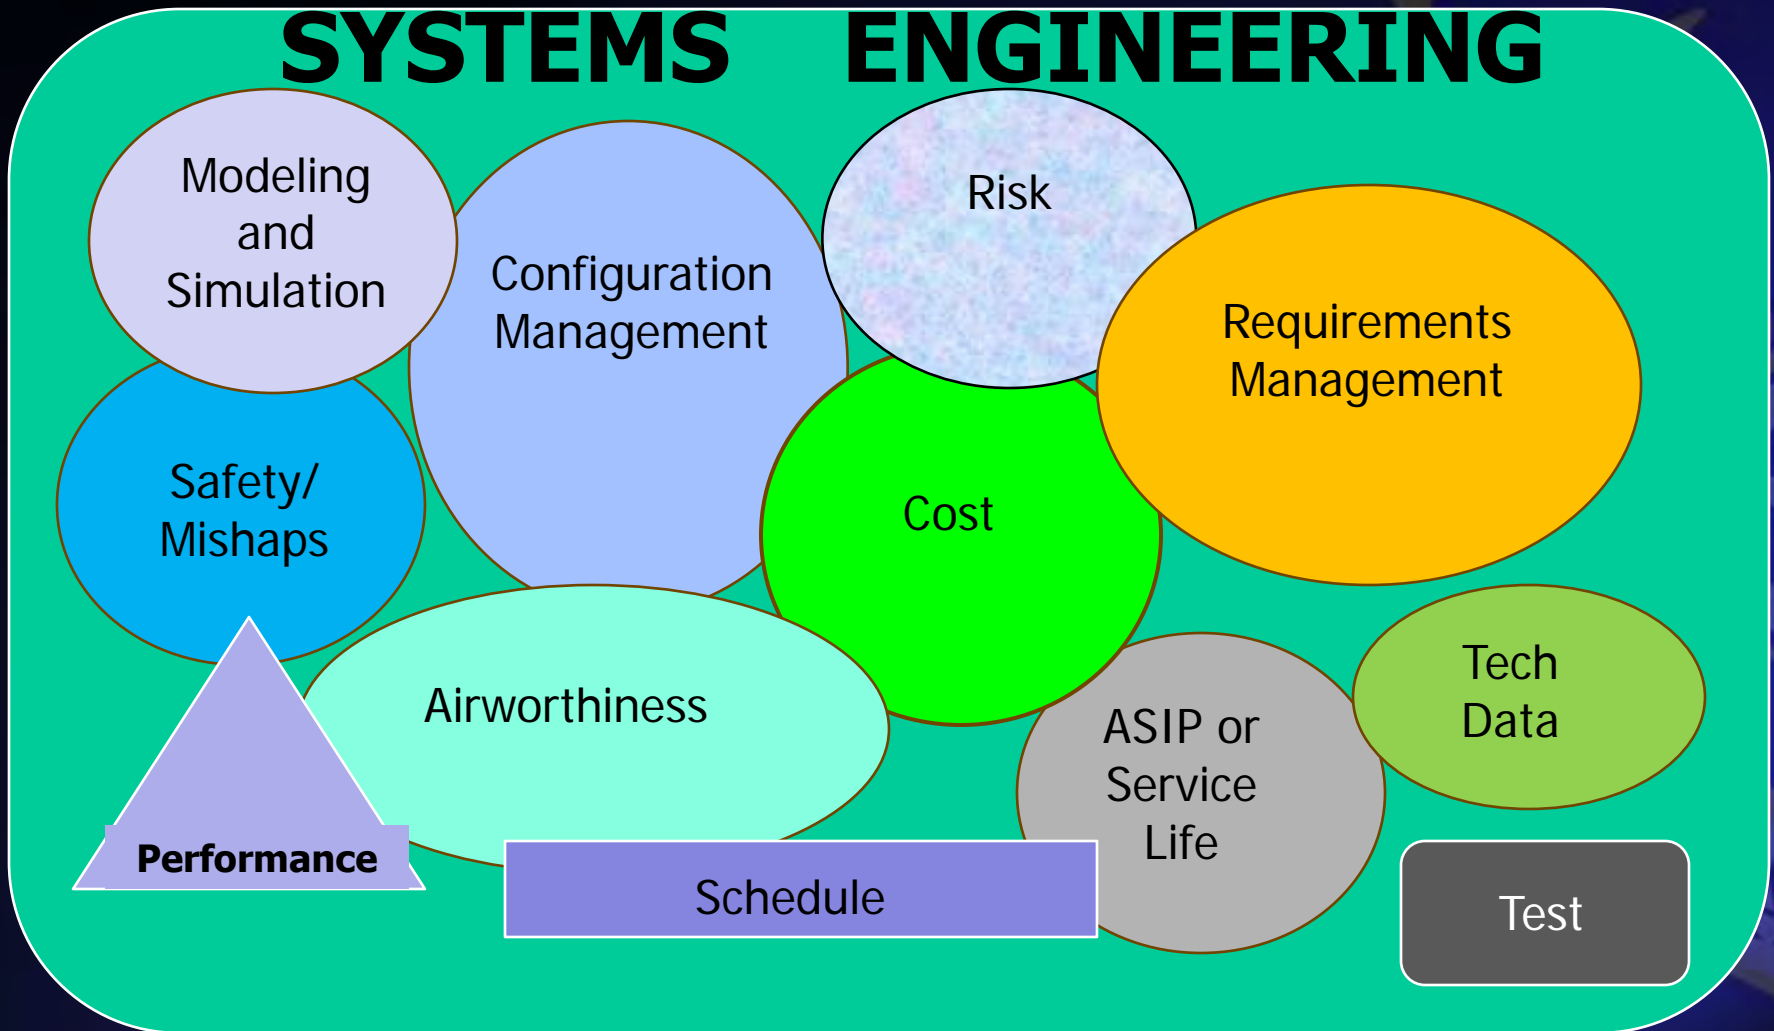 SYSTEMS ENGINEERING
Modeling
and
Simulation
Configuration
Management
Risk
Requirements
Management
Safety/
Mishaps
Cost
Airworthiness
ASIP or
Service
Life
Tech
Data
Performance
Schedule
Test